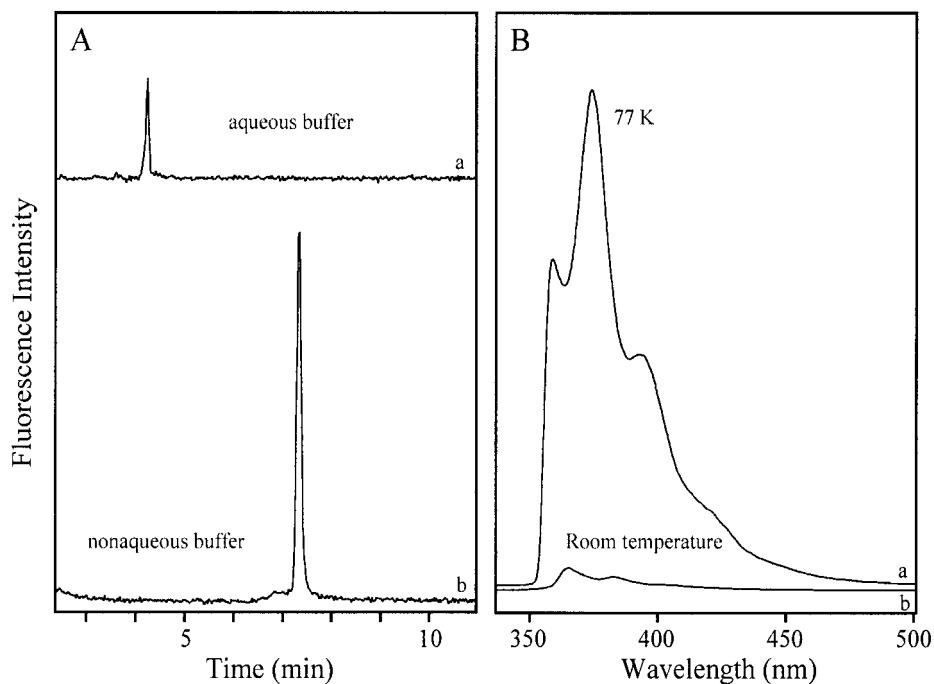 A
aqueous buffer
a
nonaqueous buffer
b
Fluorescence Intensity
5
10
Time (min)
B
77 K
Room temperature
a
b
350
400
450
500
Wavelength (nm)